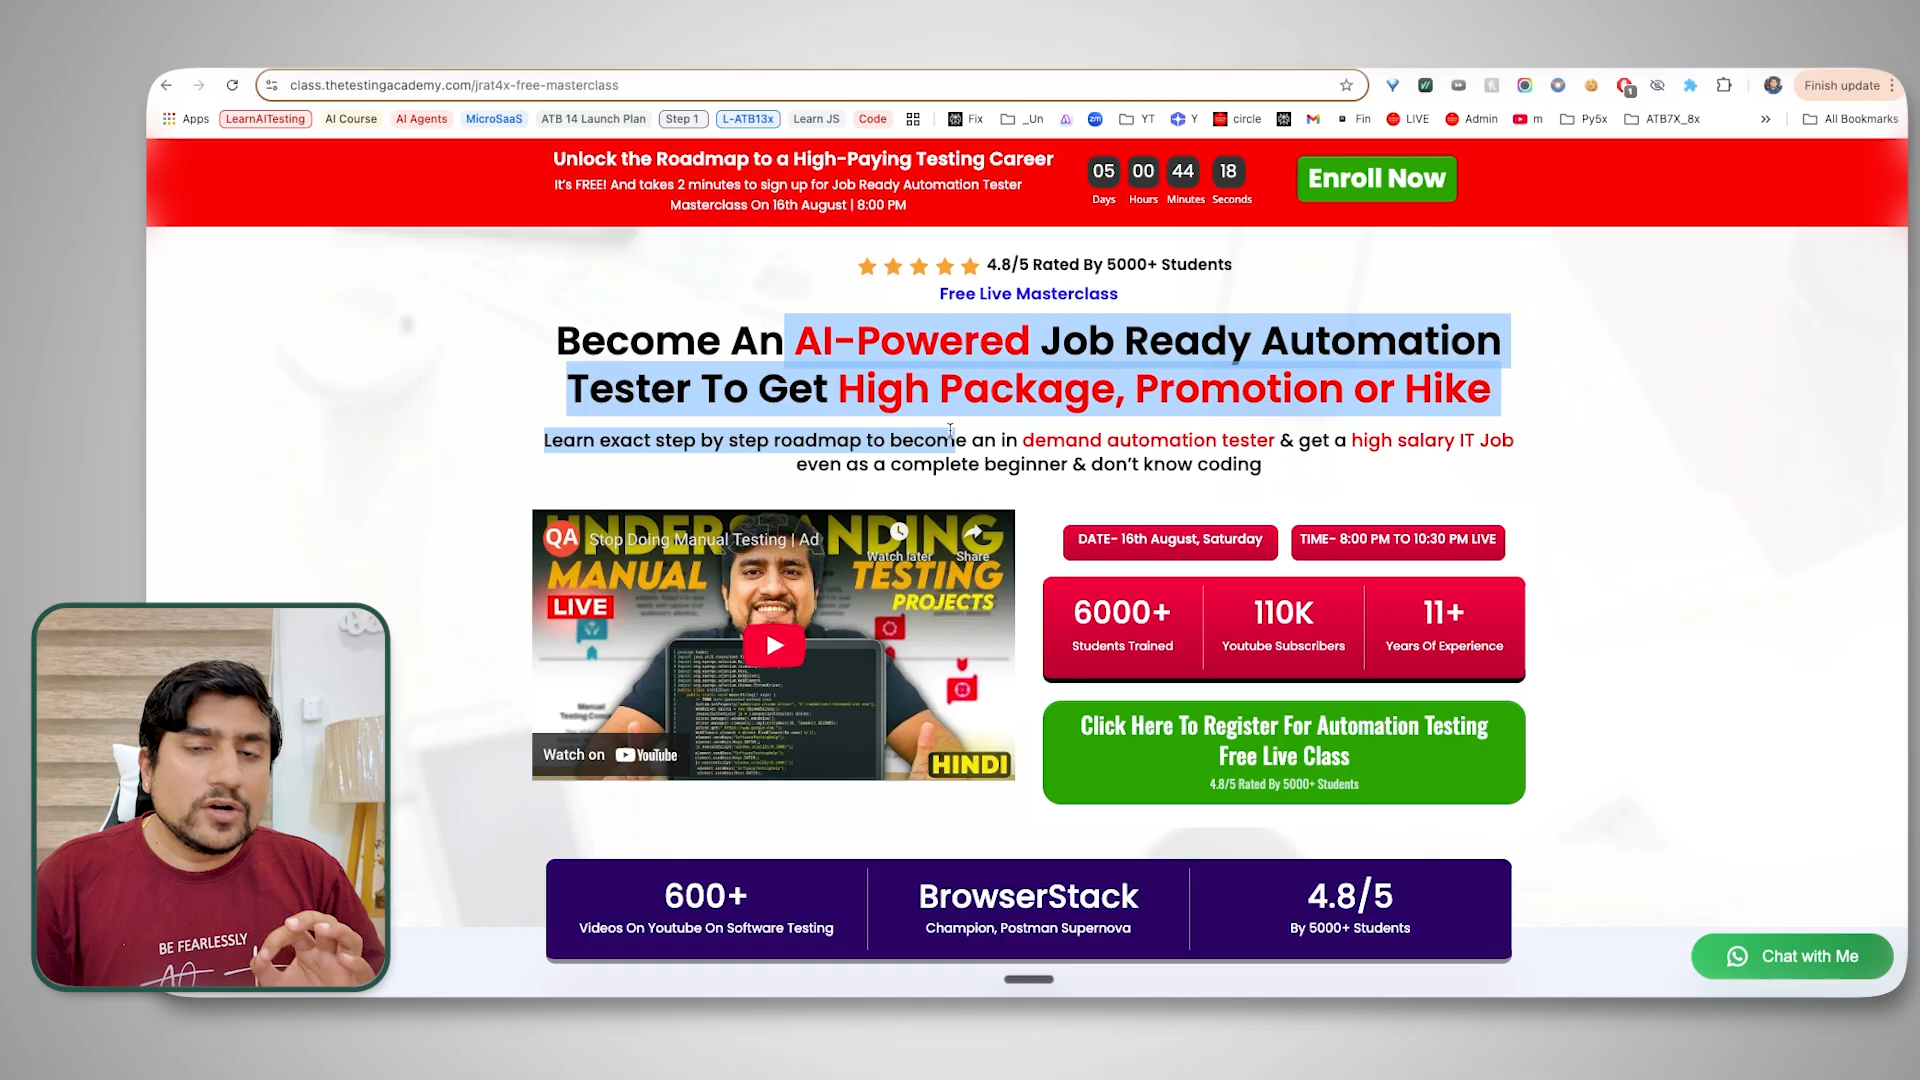 class.thetestingacademy.com/jrat4x-free-masterclass
Finish update
Apps LearnAITesting AI Course AI Agents MicroSaaS ATB 14 Launch Plan Step 1 L-ATB13x Learn JS Code Fix _Un zm YT Y circle Fin LIVE Admin m Py5x ATB7X_8x » All Bookmarks
Unlock the Roadmap to a High-Paying Testing Career
It's FREE! And takes 2 minutes to sign up for Job Ready Automation Tester
Masterclass On 16th August | 8:00 PM
05 00 44 18
Days Hours Minutes Seconds
Enroll Now
4.8/5 Rated By 5000+ Students
Free Live Masterclass
Become An AI-Powered Job Ready Automation
Tester To Get High Package, Promotion or Hike
Learn exact step by step roadmap to become an in demand automation tester & get a high salary IT Job
even as a complete beginner & don't know coding
UNDERSTANDING
QA Stop Doing Manual Testing | Ad
Watch later Share
MANUAL TESTING
PROJECTS
LIVE
Watch on YouTube
HINDI
DATE- 16th August, Saturday
TIME- 8:00 PM TO 10:30 PM LIVE
6000+
Students Trained
110K
Youtube Subscribers
11+
Years Of Experience
Click Here To Register For Automation Testing
Free Live Class
4.8/5 Rated By 5000+ Students
600+
Videos On Youtube On Software Testing
BrowserStack
Champion, Postman Supernova
4.8/5
By 5000+ Students
Chat with Me
BE FEARLESSLY